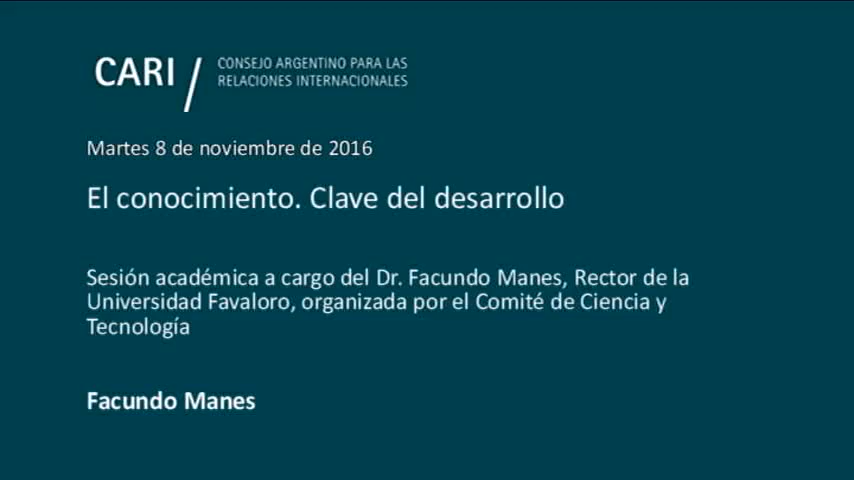 CARI/
CONSEJO ARGENTINO PARA LAS
RELACIONES INTERNACIONALES
Martes 8 de noviembre de 2016
El conocimiento. Clave del desarrollo
Sesión académica a cargo del Dr. Facundo Manes, Rector de la
Universidad Favaloro, organizada por el Comité de Ciencia y
Tecnología
Facundo Manes